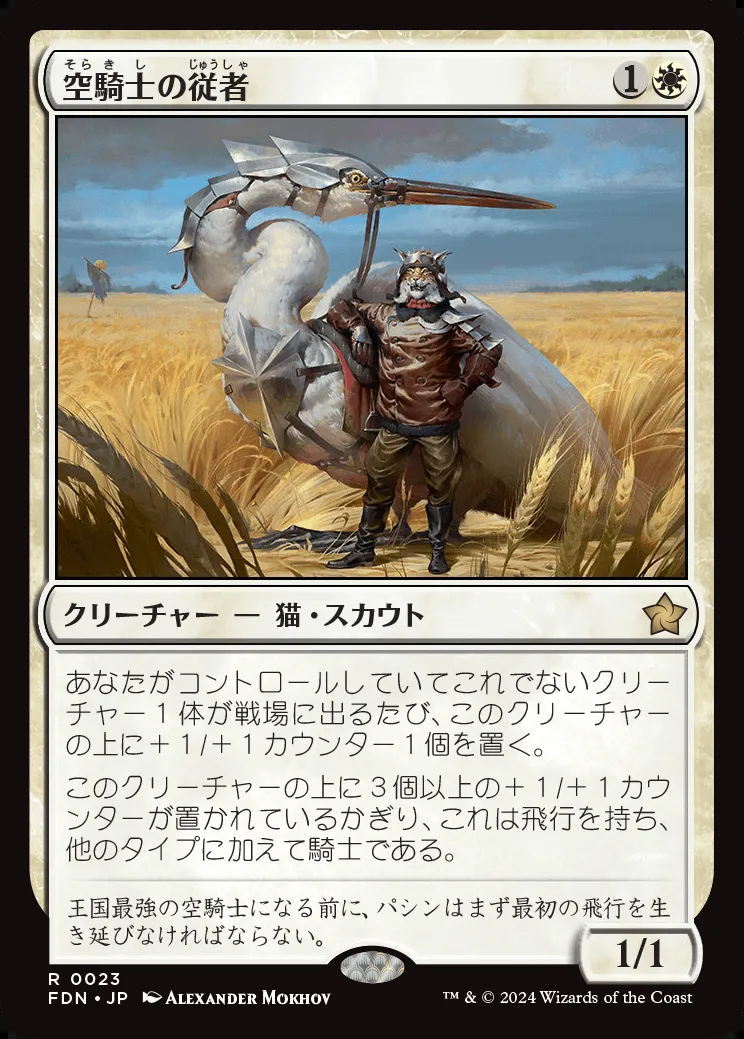 そらきし じゅうしゃ
空騎士の従者 1
クリーチャー — 猫・スカウト
あなたがコントロールしていてこれでないクリー
チャー1体が戦場に出るたび、このクリーチャー
の上に+1/+1カウンター1個を置く。
このクリーチャーの上に3個以上の+1/+1カウ
ンターが置かれているかぎり、これは飛行を持ち、
他のタイプに加えて騎士である。
王国最強の空騎士になる前に、パシンはまず最初の飛行を生
き延びなければならない。
1/1
R 0023
FDN • JP ALEXANDER MOKHOV
™ & © 2024 Wizards of the Coast